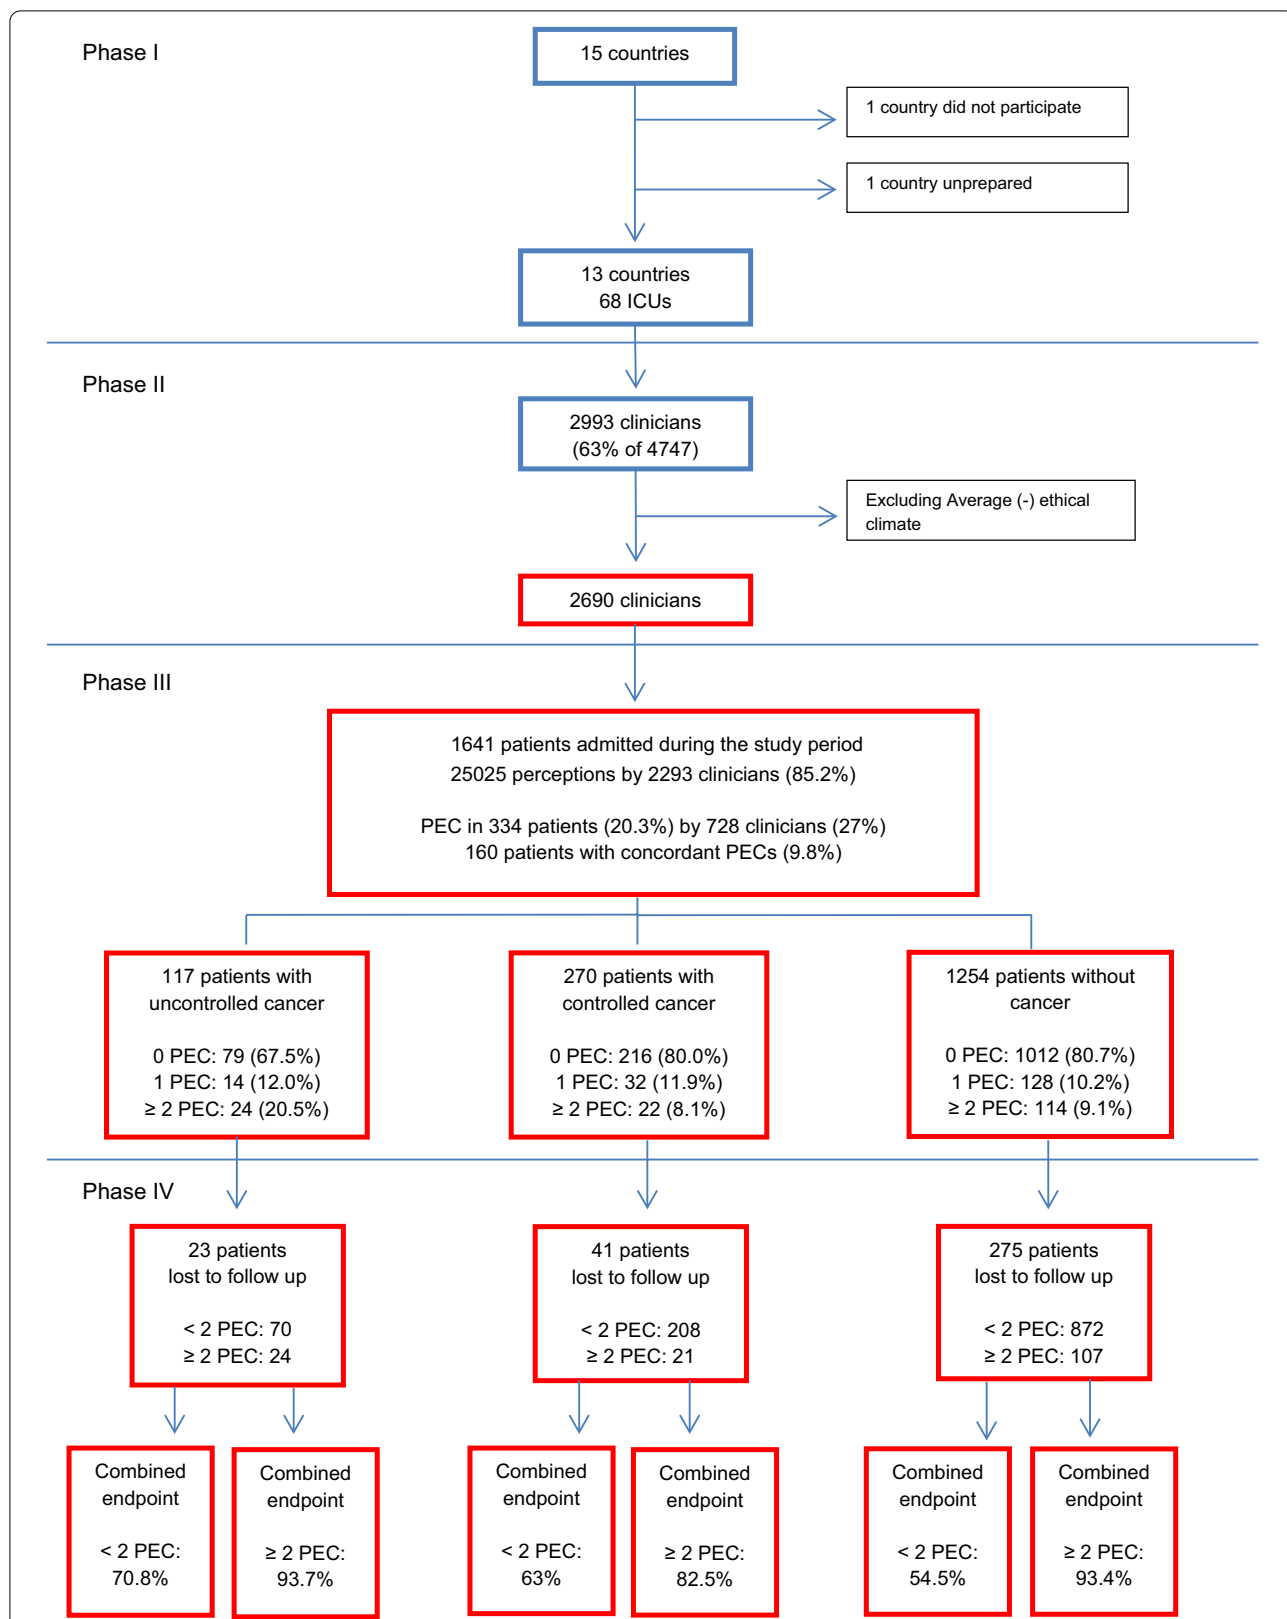 Phase I
15 countries
1 country did not participate
1 country unprepared
13 countries
68 ICUs
Phase II
2993 clinicians
(63% of 4747)
Excluding Average (-) ethical
climate
2690 clinicians
Phase III
1641 patients admitted during the study period
25025 perceptions by 2293 clinicians (85.2%)
PEC in 334 patients (20.3%) by 728 clinicians (27%)
160 patients with concordant PECs (9.8%)
117 patients with
uncontrolled cancer
0 PEC: 79 (67.5%)
1 PEC: 14 (12.0%)
≥ 2 PEC: 24 (20.5%)
270 patients with
controlled cancer
0 PEC: 216 (80.0%)
1 PEC: 32 (11.9%)
≥ 2 PEC: 22 (8.1%)
1254 patients without
cancer
0 PEC: 1012 (80.7%)
1 PEC: 128 (10.2%)
≥ 2 PEC: 114 (9.1%)
Phase IV
23 patients
lost to follow up
< 2 PEC: 70
≥ 2 PEC: 24
41 patients
lost to follow up
< 2 PEC: 208
≥ 2 PEC: 21
275 patients
lost to follow up
< 2 PEC: 872
≥ 2 PEC: 107
Combined
endpoint
< 2 PEC:
70.8%
Combined
endpoint
≥ 2 PEC:
93.7%
Combined
endpoint
< 2 PEC:
63%
Combined
endpoint
≥ 2 PEC:
82.5%
Combined
endpoint
< 2 PEC:
54.5%
Combined
endpoint
≥ 2 PEC:
93.4%